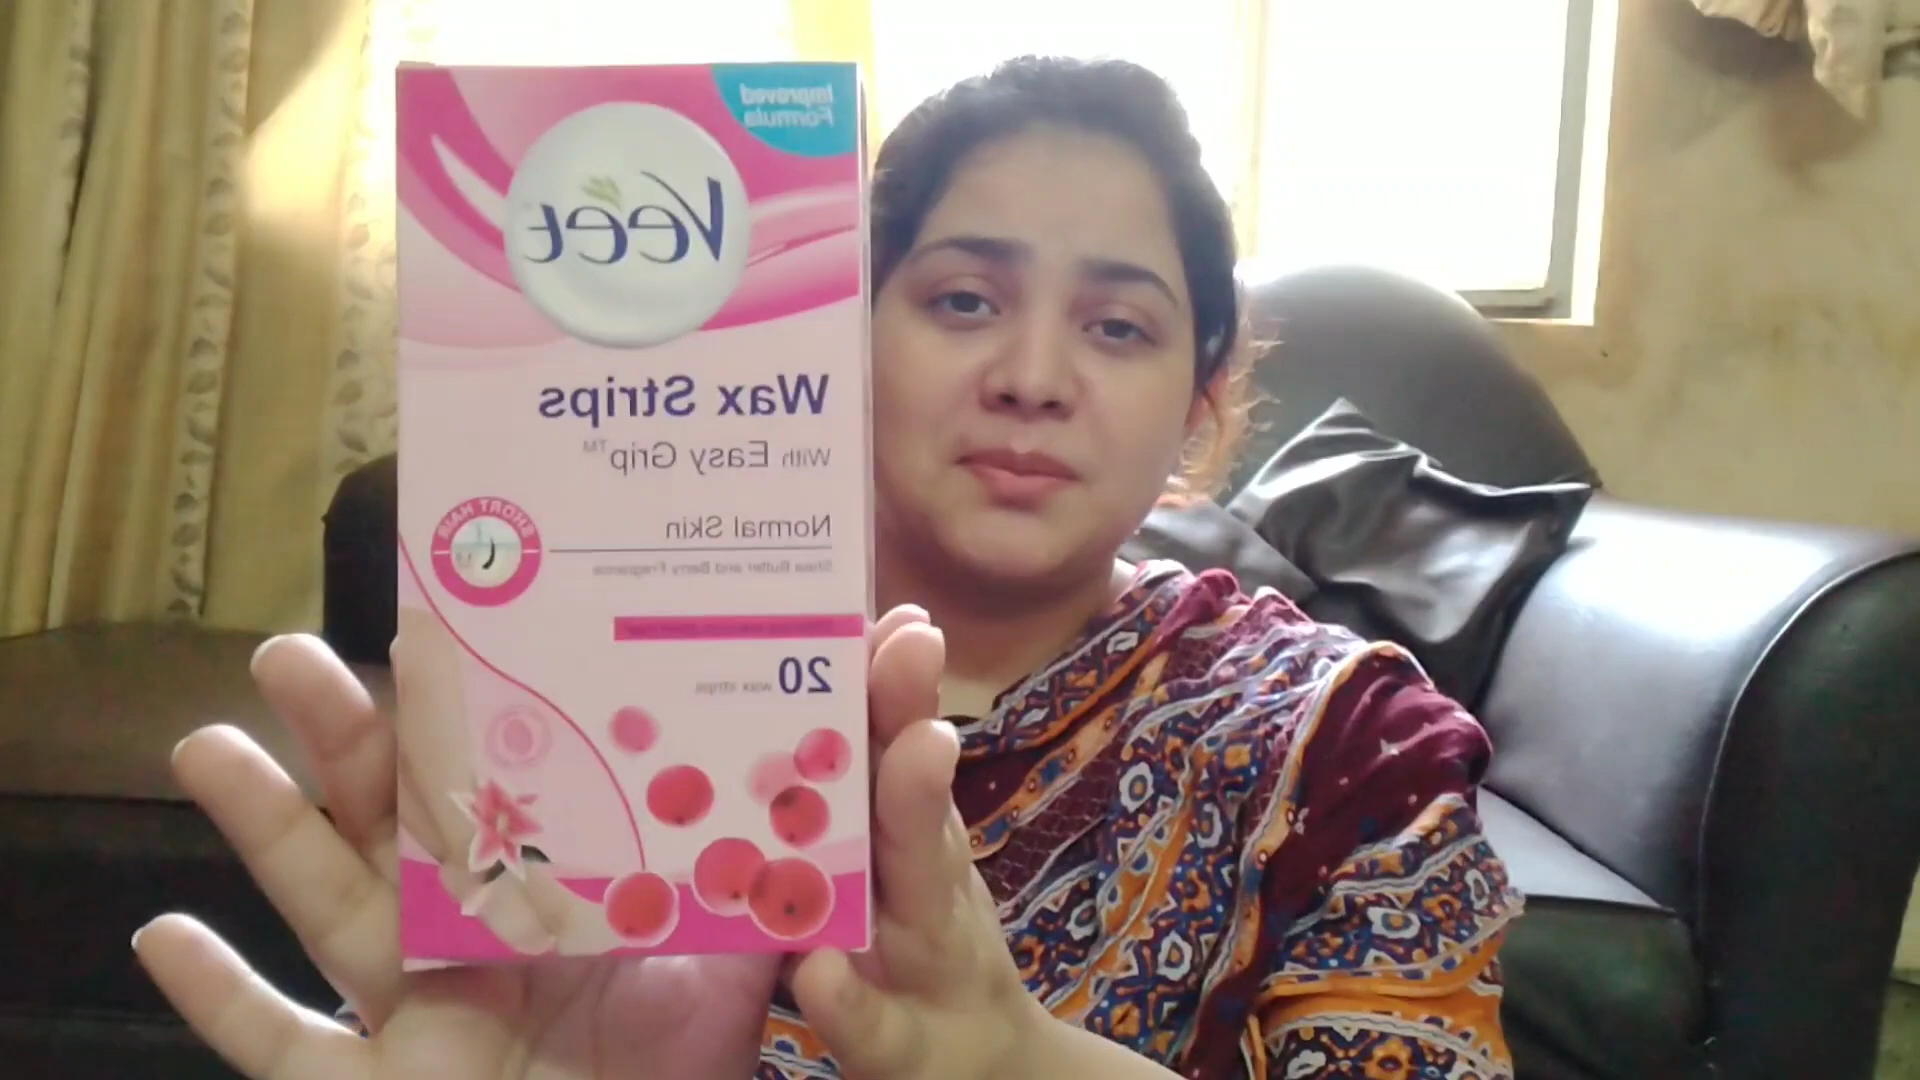 Improved
Formula
Veet
Wax Strips
With Easy Grip™
SHORT HAIR
Normal Skin
Shea Butter and Berry Fragrance
20 wax strips